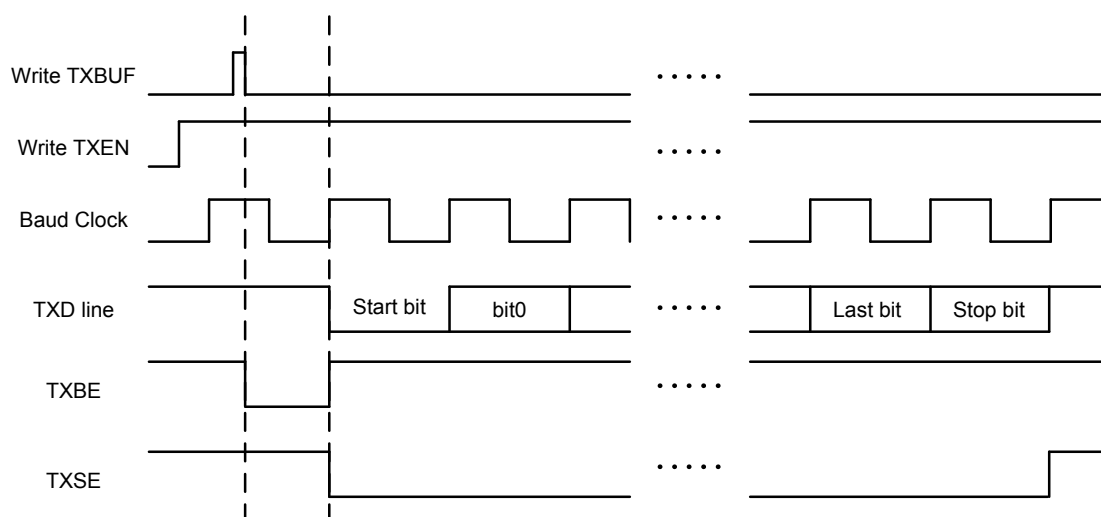 Write TXBUF
.....
Write TXEN
.....
Baud Clock
.....
TXD line
Start bit
bit0
.....
Last bit
Stop bit
TXBE
.....
TXSE
.....